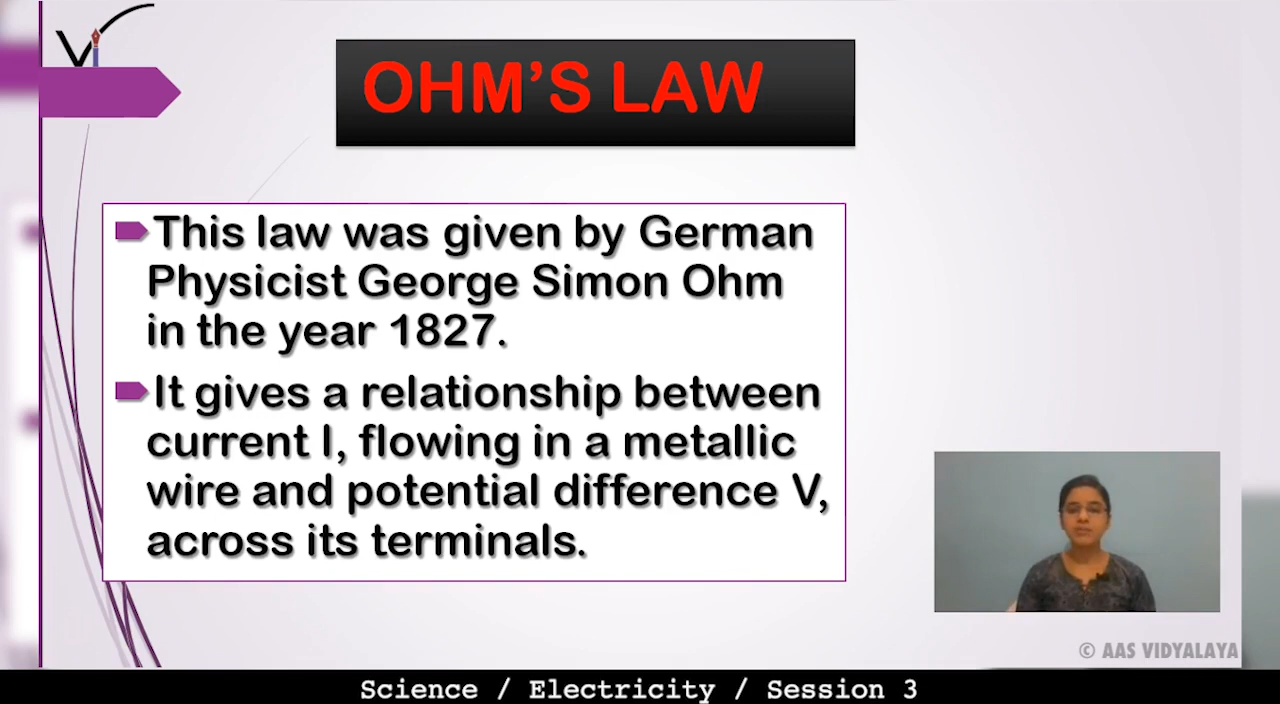 Vi
OHM'S LAW
This law was given by German
Physicist George Simon Ohm
in the year 1827.
It gives a relationship between
current I, flowing in a metallic
wire and potential difference V,
across its terminals.
© AAS VIDYALAYA
Science / Electricity / Session 3